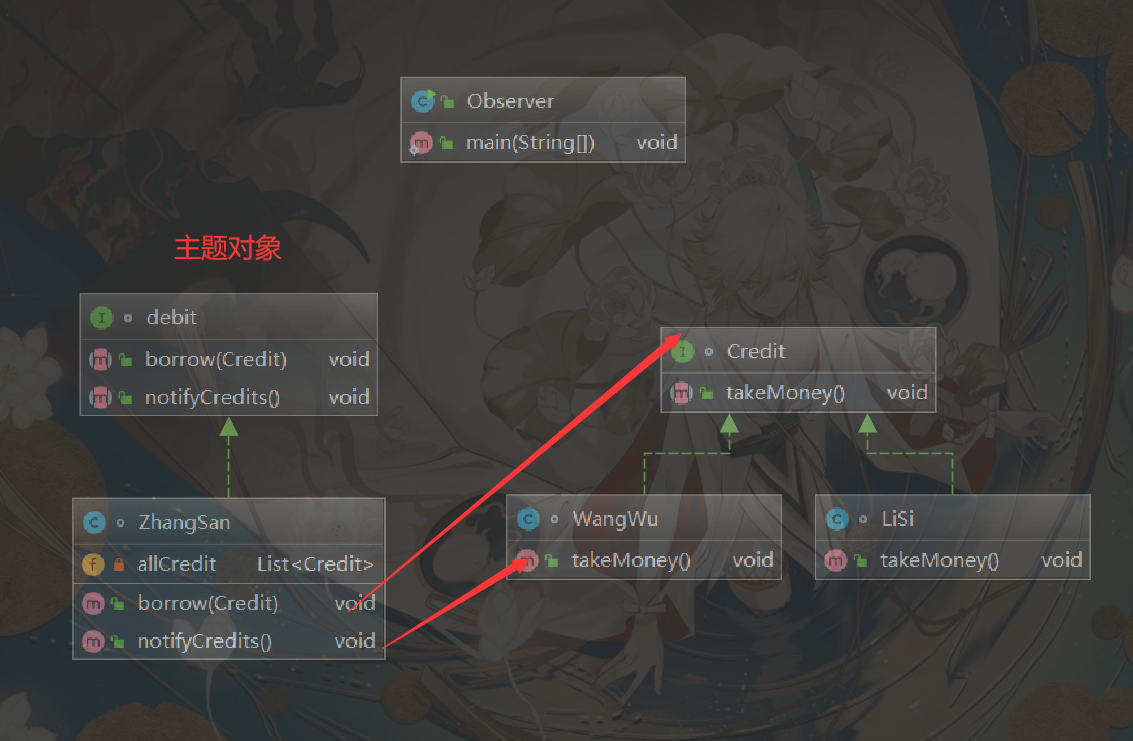 Observer
main(String[]) void
主题对象
debit
borrow(Credit) void
notifyCredits() void
Credit
takeMoney() void
ZhangSan
allCredit List<Credit>
borrow(Credit) void
notifyCredits() void
WangWu
takeMoney() void
LiSi
takeMoney() void